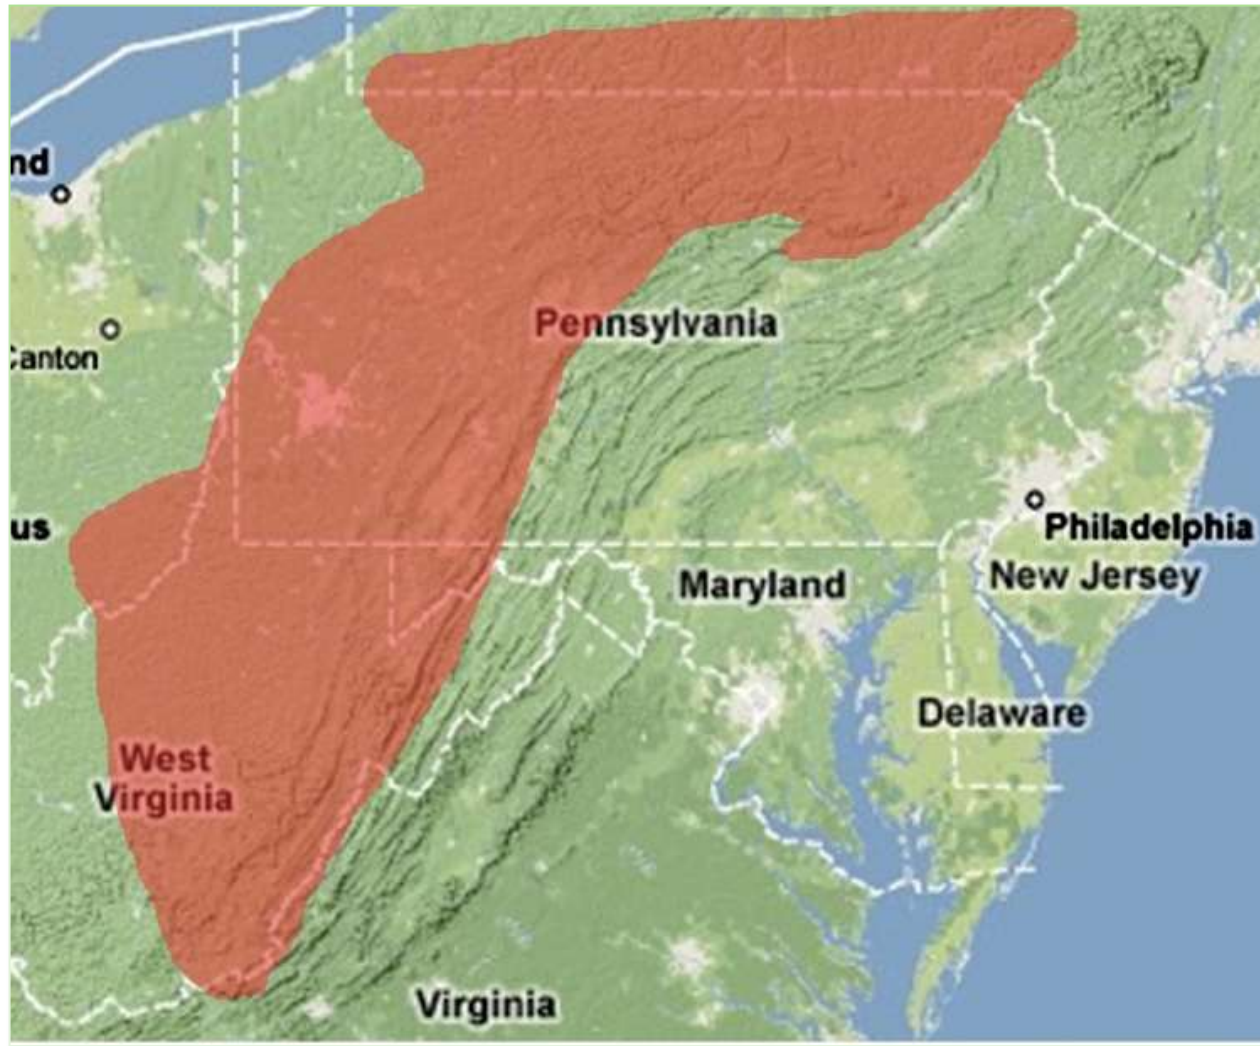 nd
Canton
Pennsylvania
us
Philadelphia
New Jersey
Maryland
Delaware
West
Virginia
Virginia